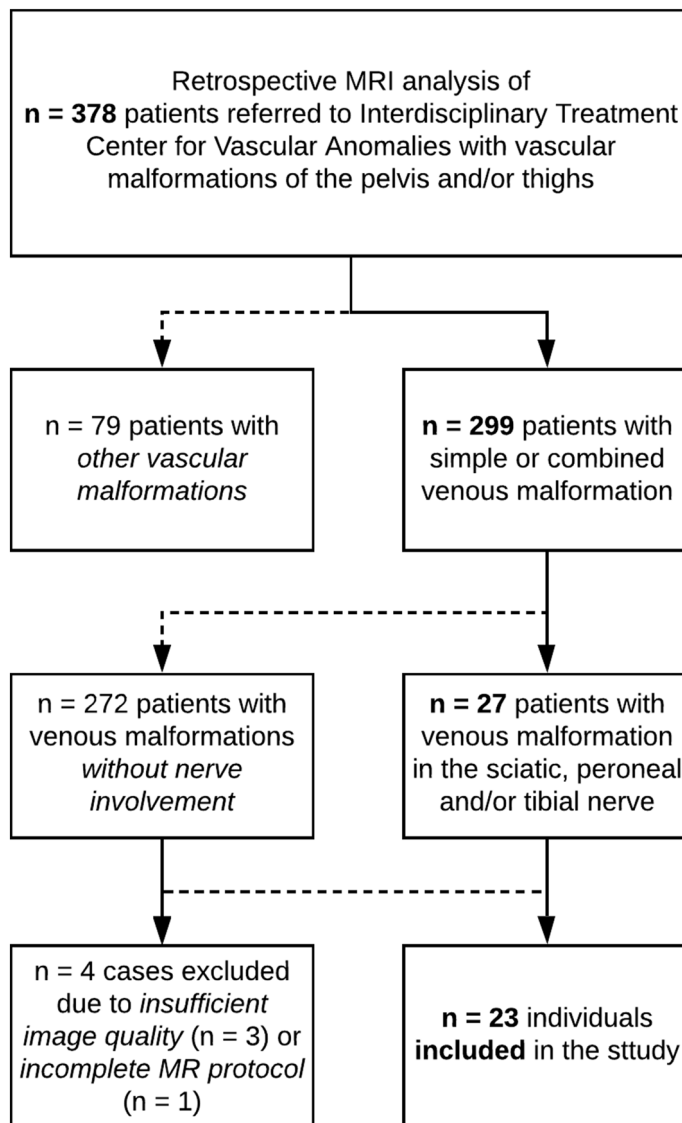 Retrospective MRI analysis of
n = 378 patients referred to Interdisciplinary Treatment
Center for Vascular Anomalies with vascular
malformations of the pelvis and/or thighs
n = 79 patients with
other vascular
malformations
n = 299 patients with
simple or combined
venous malformation
n = 272 patients with
venous malformations
without nerve
involvement
n = 27 patients with
venous malformation
in the sciatic, peroneal
and/or tibial nerve
n = 4 cases excluded
due to insufficient
image quality (n = 3) or
incomplete MR protocol
(n = 1)
n = 23 individuals
included in the sttudy